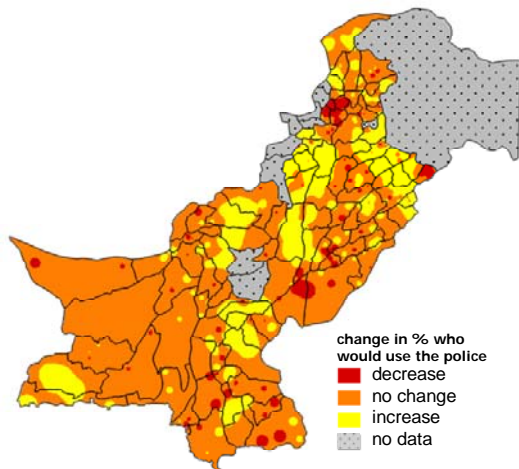 change in % who
would use the police
decrease
no change
increase
no data